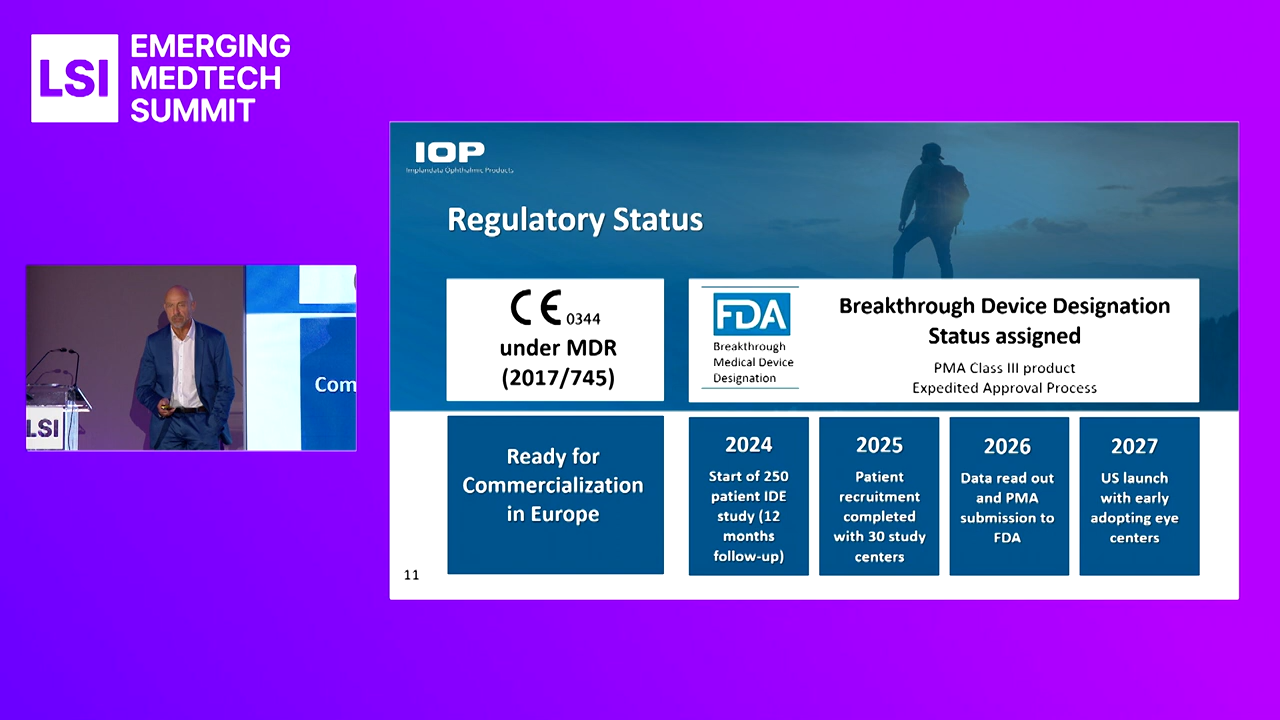 LSI
EMERGING
MEDTECH
SUMMIT
IOP
Implandata Ophthalmic Products
Regulatory Status
CE 0344
under MDR
(2017/745)
FDA
Breakthrough
Medical Device
Designation
Breakthrough Device Designation
Status assigned
PMA Class III product
Expedited Approval Process
Ready for
Commercialization
in Europe
2024
Start of 250
patient IDE
study (12
months
follow-up)
2025
Patient
recruitment
completed
with 30 study
centers
2026
Data read out
and PMA
submission to
FDA
2027
US launch
with early
adopting eye
centers
11
Com
LSI